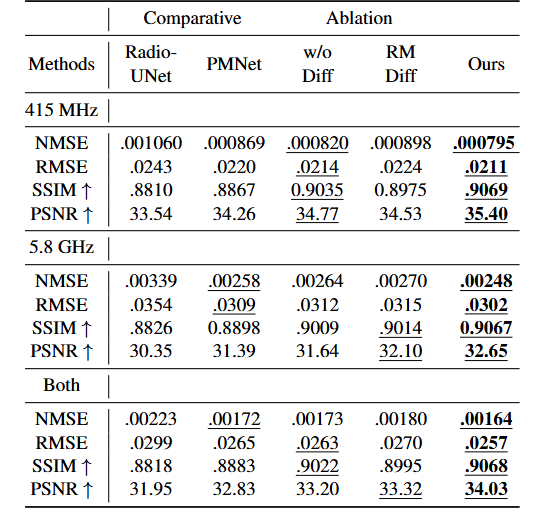 Comparative Ablation
Methods Radio-UNet PMNet w/o Diff RM Diff Ours
415 MHz
NMSE .001060 .000869 .000820 .000898 .000795
RMSE .0243 .0220 .0214 .0224 .0211
SSIM ↑ .8810 .8867 0.9035 0.8975 .9069
PSNR ↑ 33.54 34.26 34.77 34.53 35.40
5.8 GHz
NMSE .00339 .00258 .00264 .00270 .00248
RMSE .0354 .0309 .0312 .0315 .0302
SSIM ↑ .8826 0.8898 .9009 .9014 0.9067
PSNR ↑ 30.35 31.39 31.64 32.10 32.65
Both
NMSE .00223 .00172 .00173 .00180 .00164
RMSE .0299 .0265 .0263 .0270 .0257
SSIM ↑ .8818 .8883 .9022 .8995 .9068
PSNR ↑ 31.95 32.83 33.20 33.32 34.03